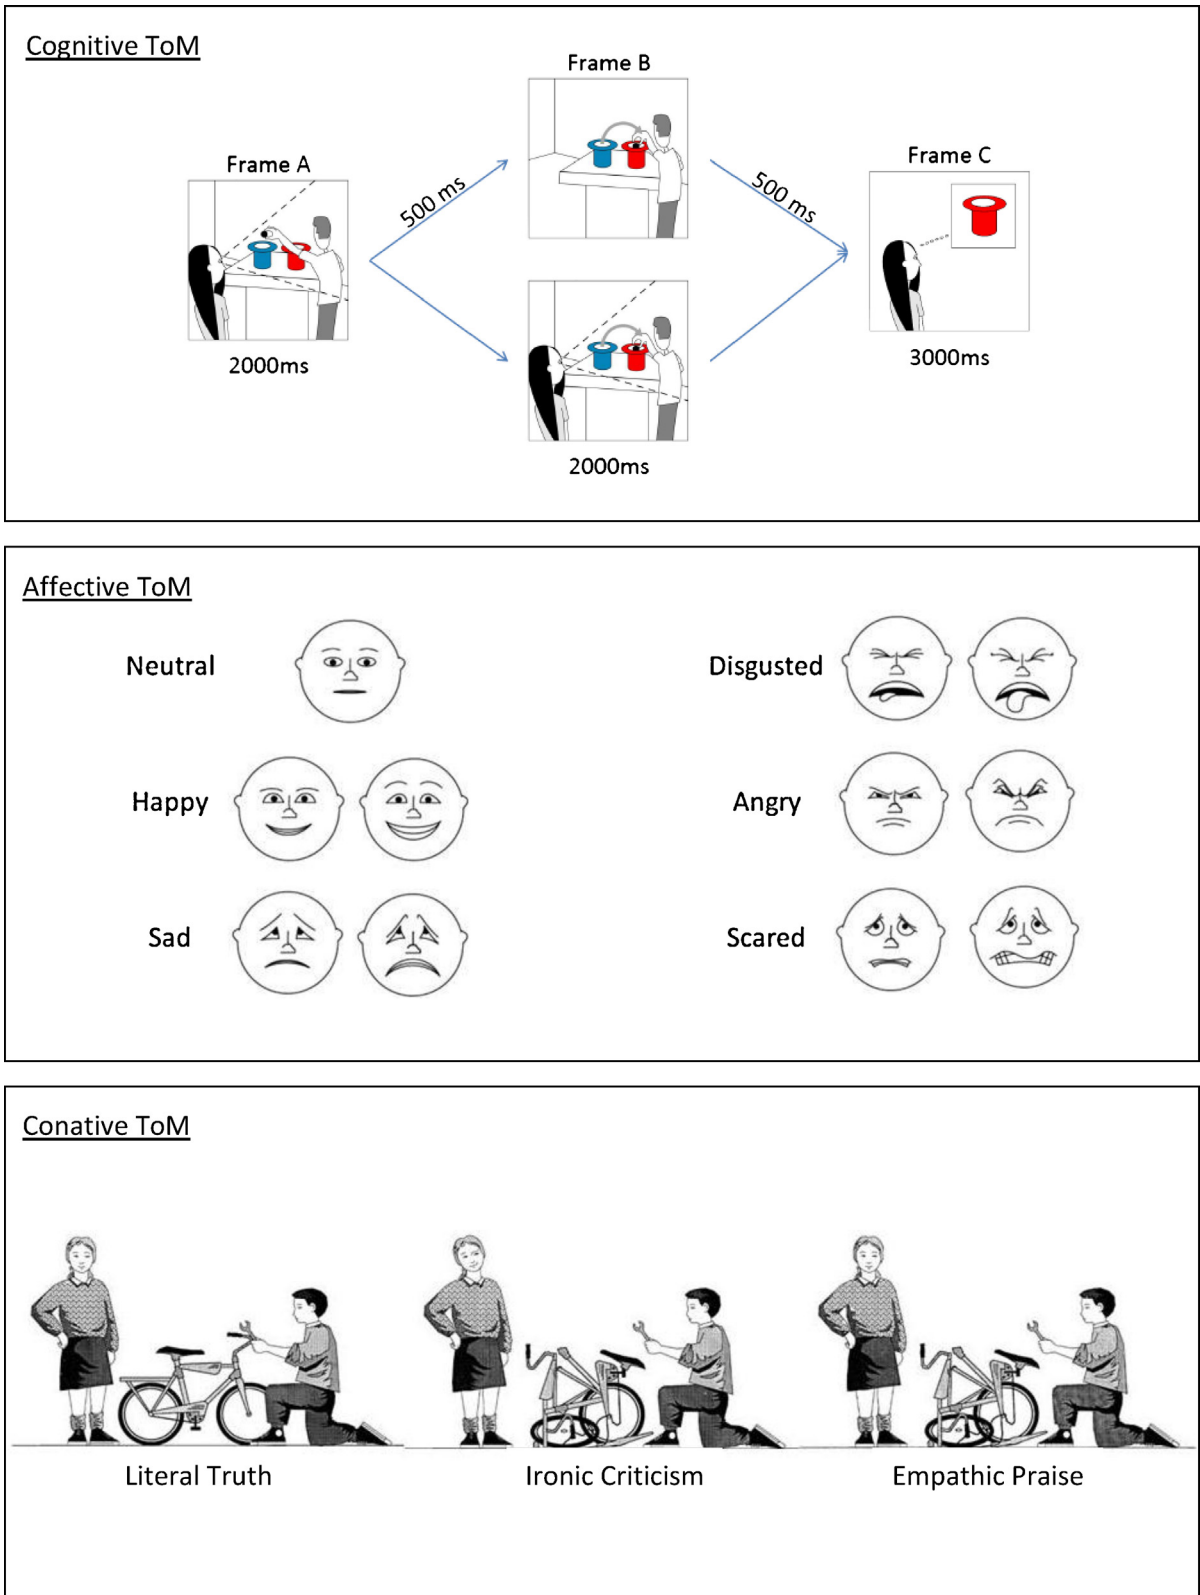 Cognitive ToM
Frame B
Frame A
Frame C
500 ms
500 ms
2000ms
3000ms
2000ms
Affective ToM
Neutral
Disgusted
Happy
Angry
Sad
Scared
Conative ToM
Literal Truth
Ironic Criticism
Empathic Praise